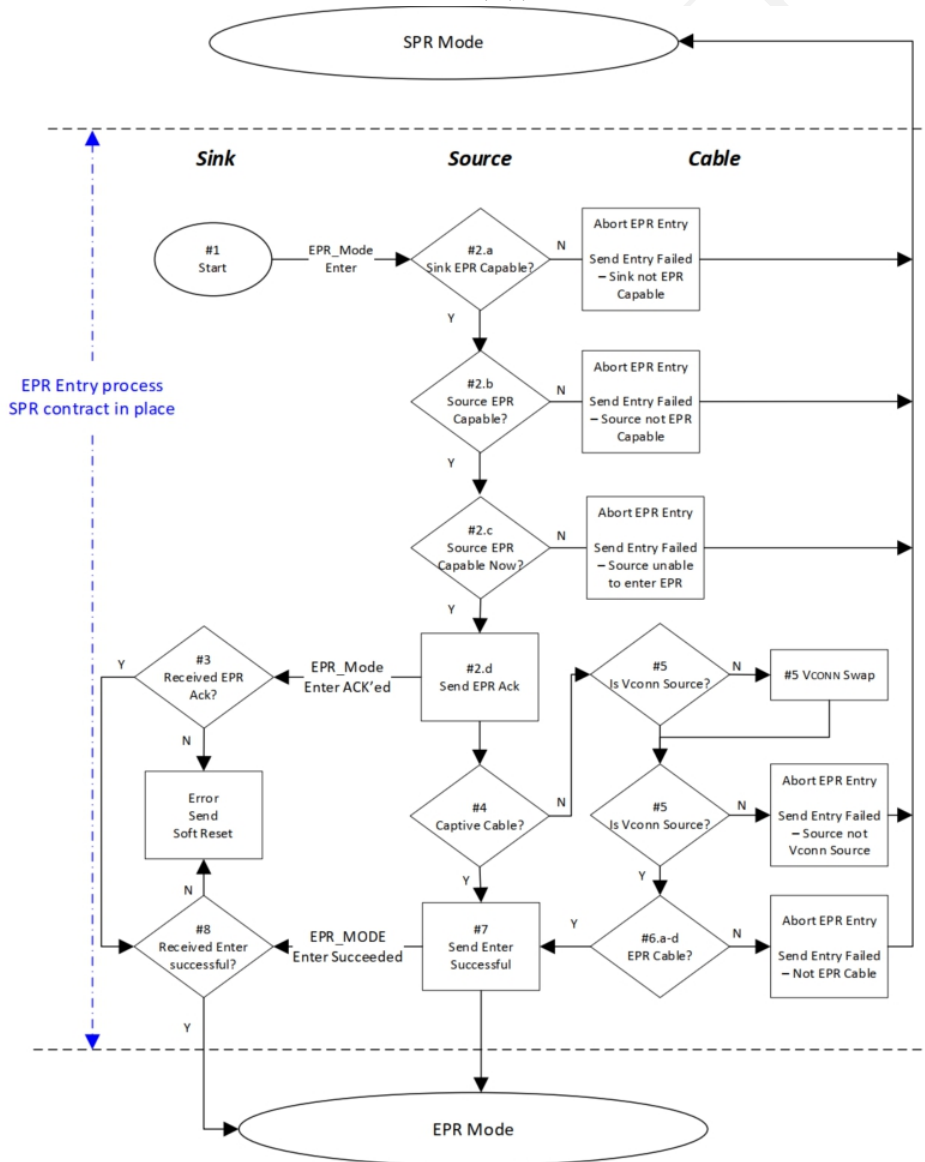 SPR Mode
Sink
Source
Cable
#1
Start
EPR_Mode
Enter
#2.a
Sink EPR Capable?
N
Abort EPR Entry
Send Entry Failed
– Sink not EPR
Capable
Y
EPR Entry process
SPR contract in place
#2.b
Source EPR
Capable?
N
Abort EPR Entry
Send Entry Failed
– Source not EPR
Capable
Y
#2.c
Source EPR
Capable Now?
N
Abort EPR Entry
Send Entry Failed
– Source unable
to enter EPR
Y
Y
#3
Received EPR
Ack?
EPR_Mode
Enter ACK'ed
#2.d
Send EPR Ack
#5
Is Vconn Source?
N
#5 VCONN Swap
N
Error
Send
Soft Reset
#4
Captive Cable?
N
#5
Is Vconn Source?
N
Abort EPR Entry
Send Entry Failed
– Source not
Vconn Source
N
Y
Y
#8
Received Enter
successful?
EPR_MODE
Enter Succeeded
#7
Send Enter
Successful
Y
#6.a-d
EPR Cable?
N
Abort EPR Entry
Send Entry Failed
– Not EPR Cable
Y
EPR Mode